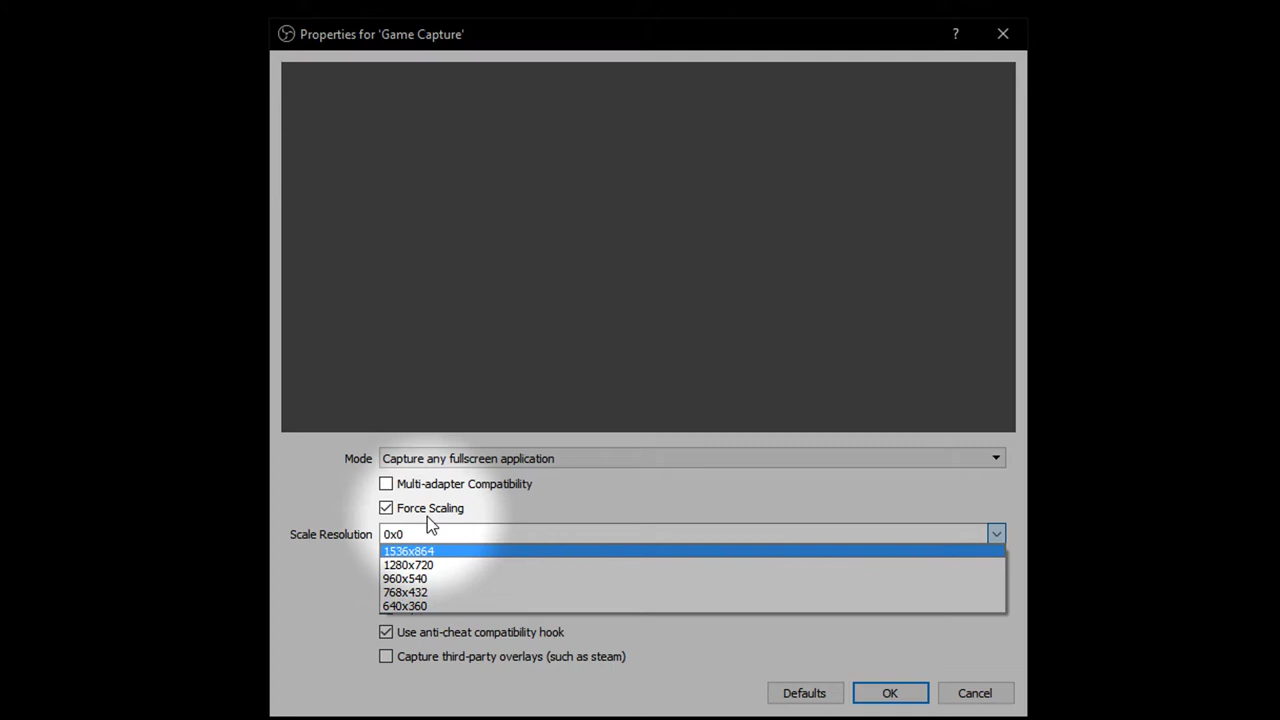 Properties for 'Game Capture'
?
Mode Capture any fullscreen application
Multi-adapter Compatibility
Force Scaling
Scale Resolution 0x0
1536x864
1280x720
960x540
768x432
640x360
Use anti-cheat compatibility hook
Capture third-party overlays (such as steam)
Defaults OK Cancel